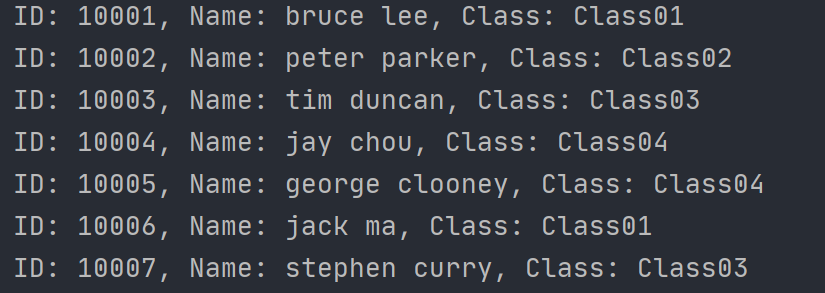 ID: 10001, Name: bruce lee, Class: Class01
ID: 10002, Name: peter parker, Class: Class02
ID: 10003, Name: tim duncan, Class: Class03
ID: 10004, Name: jay chou, Class: Class04
ID: 10005, Name: george clooney, Class: Class04
ID: 10006, Name: jack ma, Class: Class01
ID: 10007, Name: stephen curry, Class: Class03